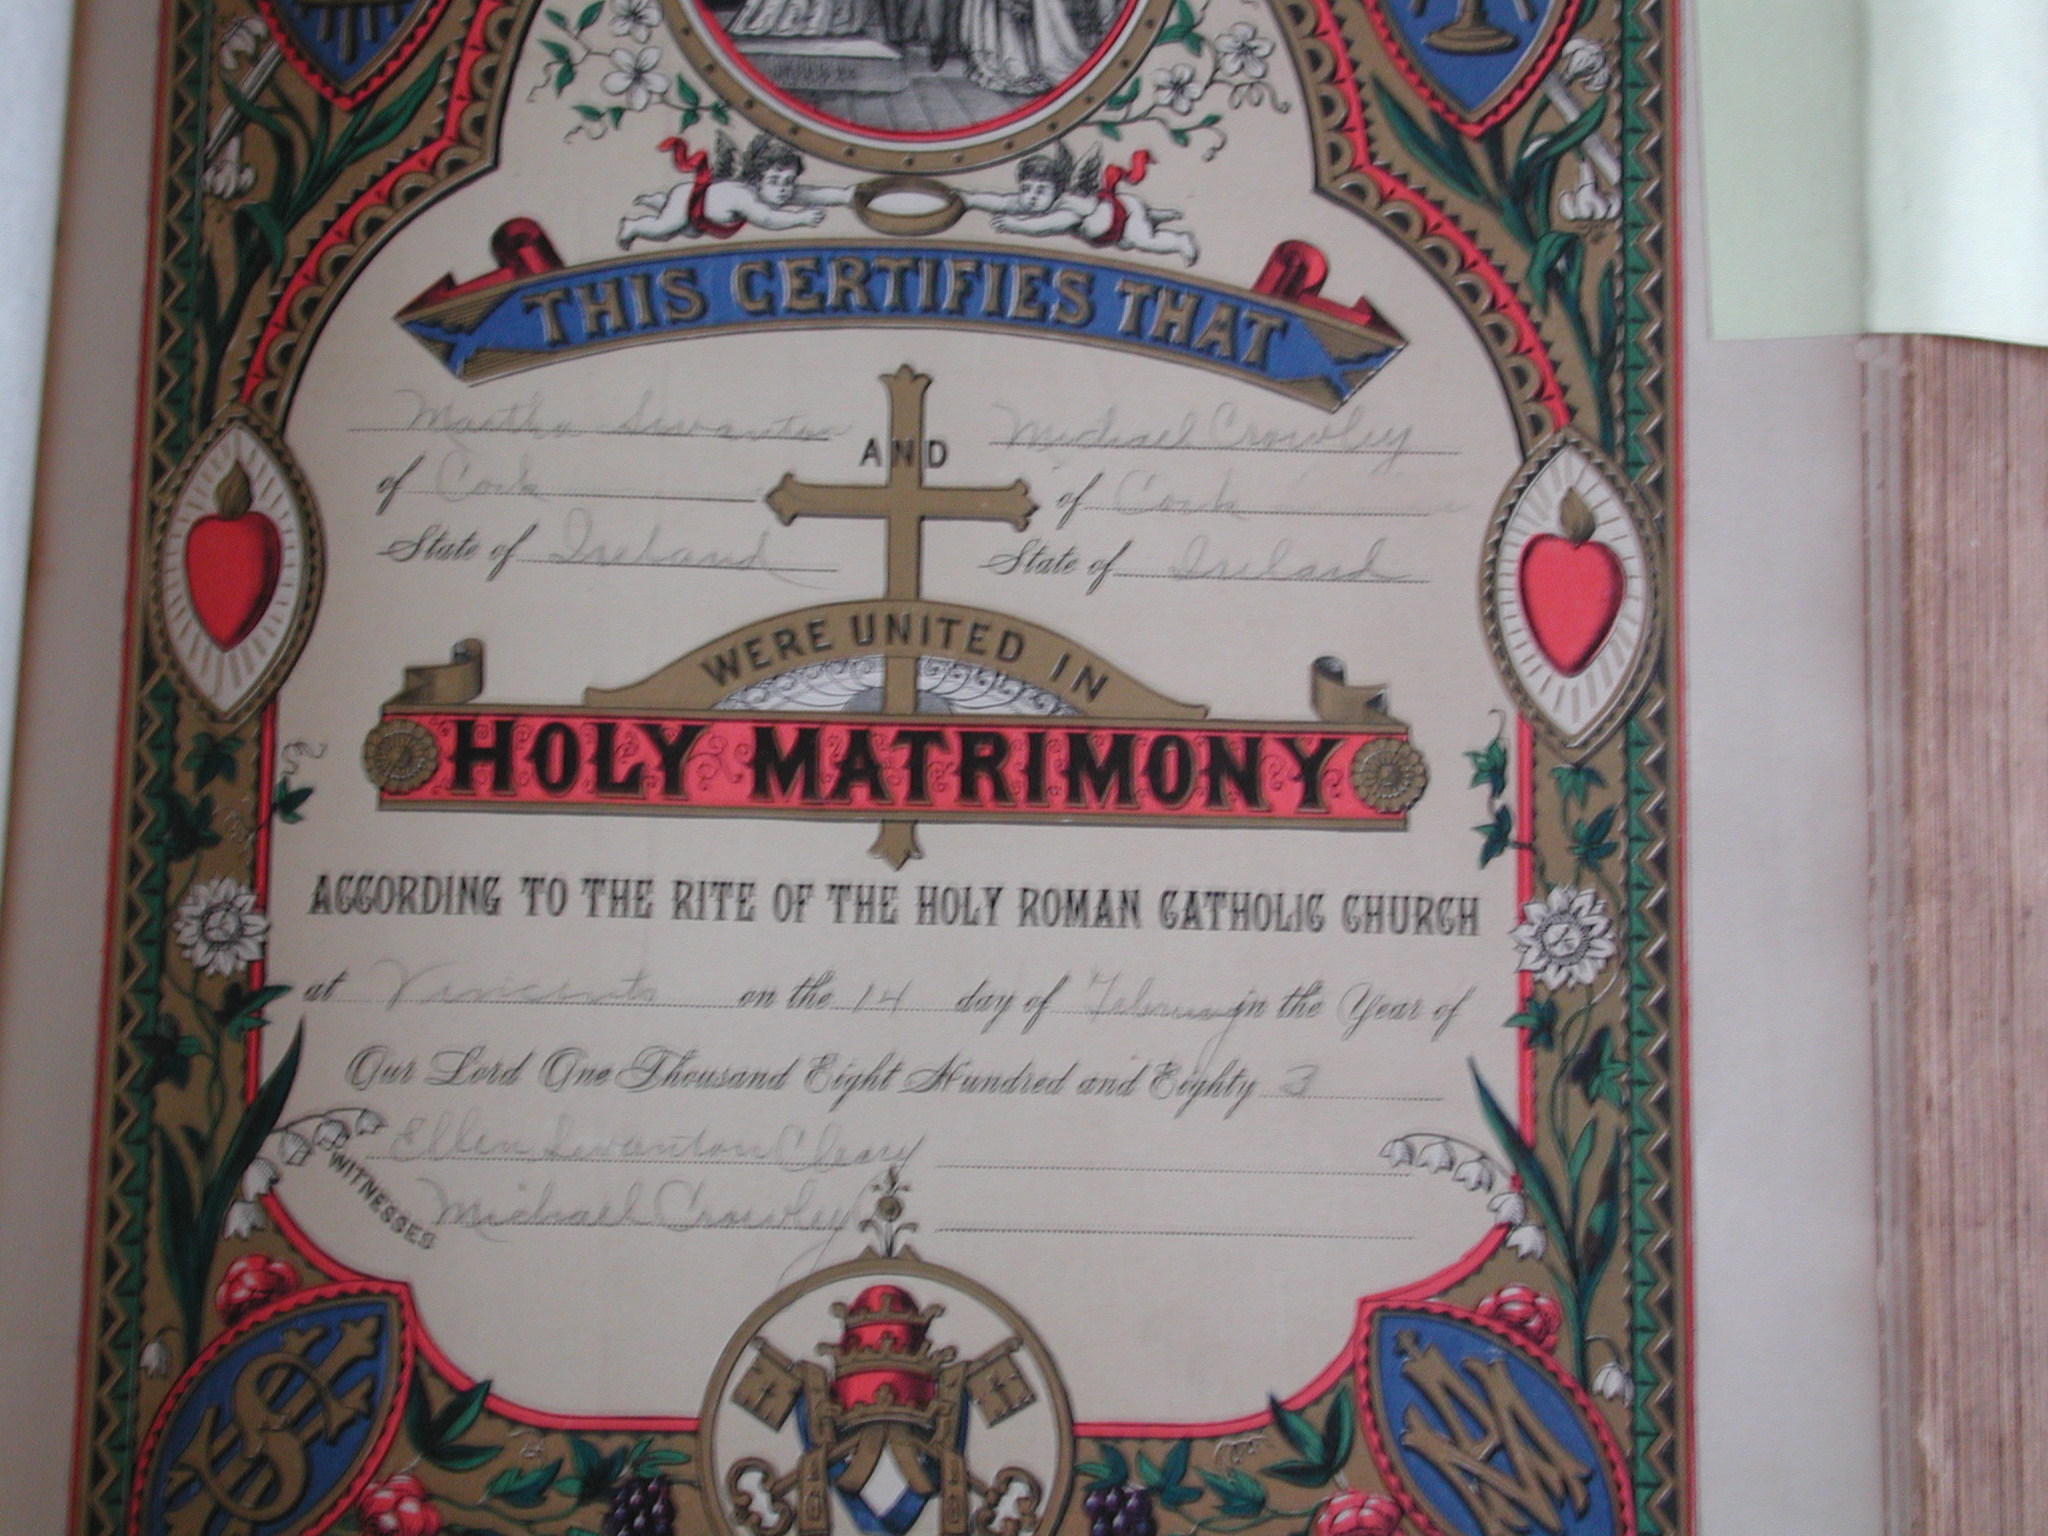 THIS CERTIFIES THAT
Martha Swanton AND Michael Crowley
of Cork of Cork
State of Ireland State of Ireland
WERE UNITED IN
HOLY MATRIMONY
ACCORDING TO THE RITE OF THE HOLY ROMAN CATHOLIC CHURCH
at Vincents on the 14 day of February in the Year of
Our Lord One Thousand Eight Hundred and Eighty 3
Ellen Swanton Cleary
WITNESSES
Michael Crowley